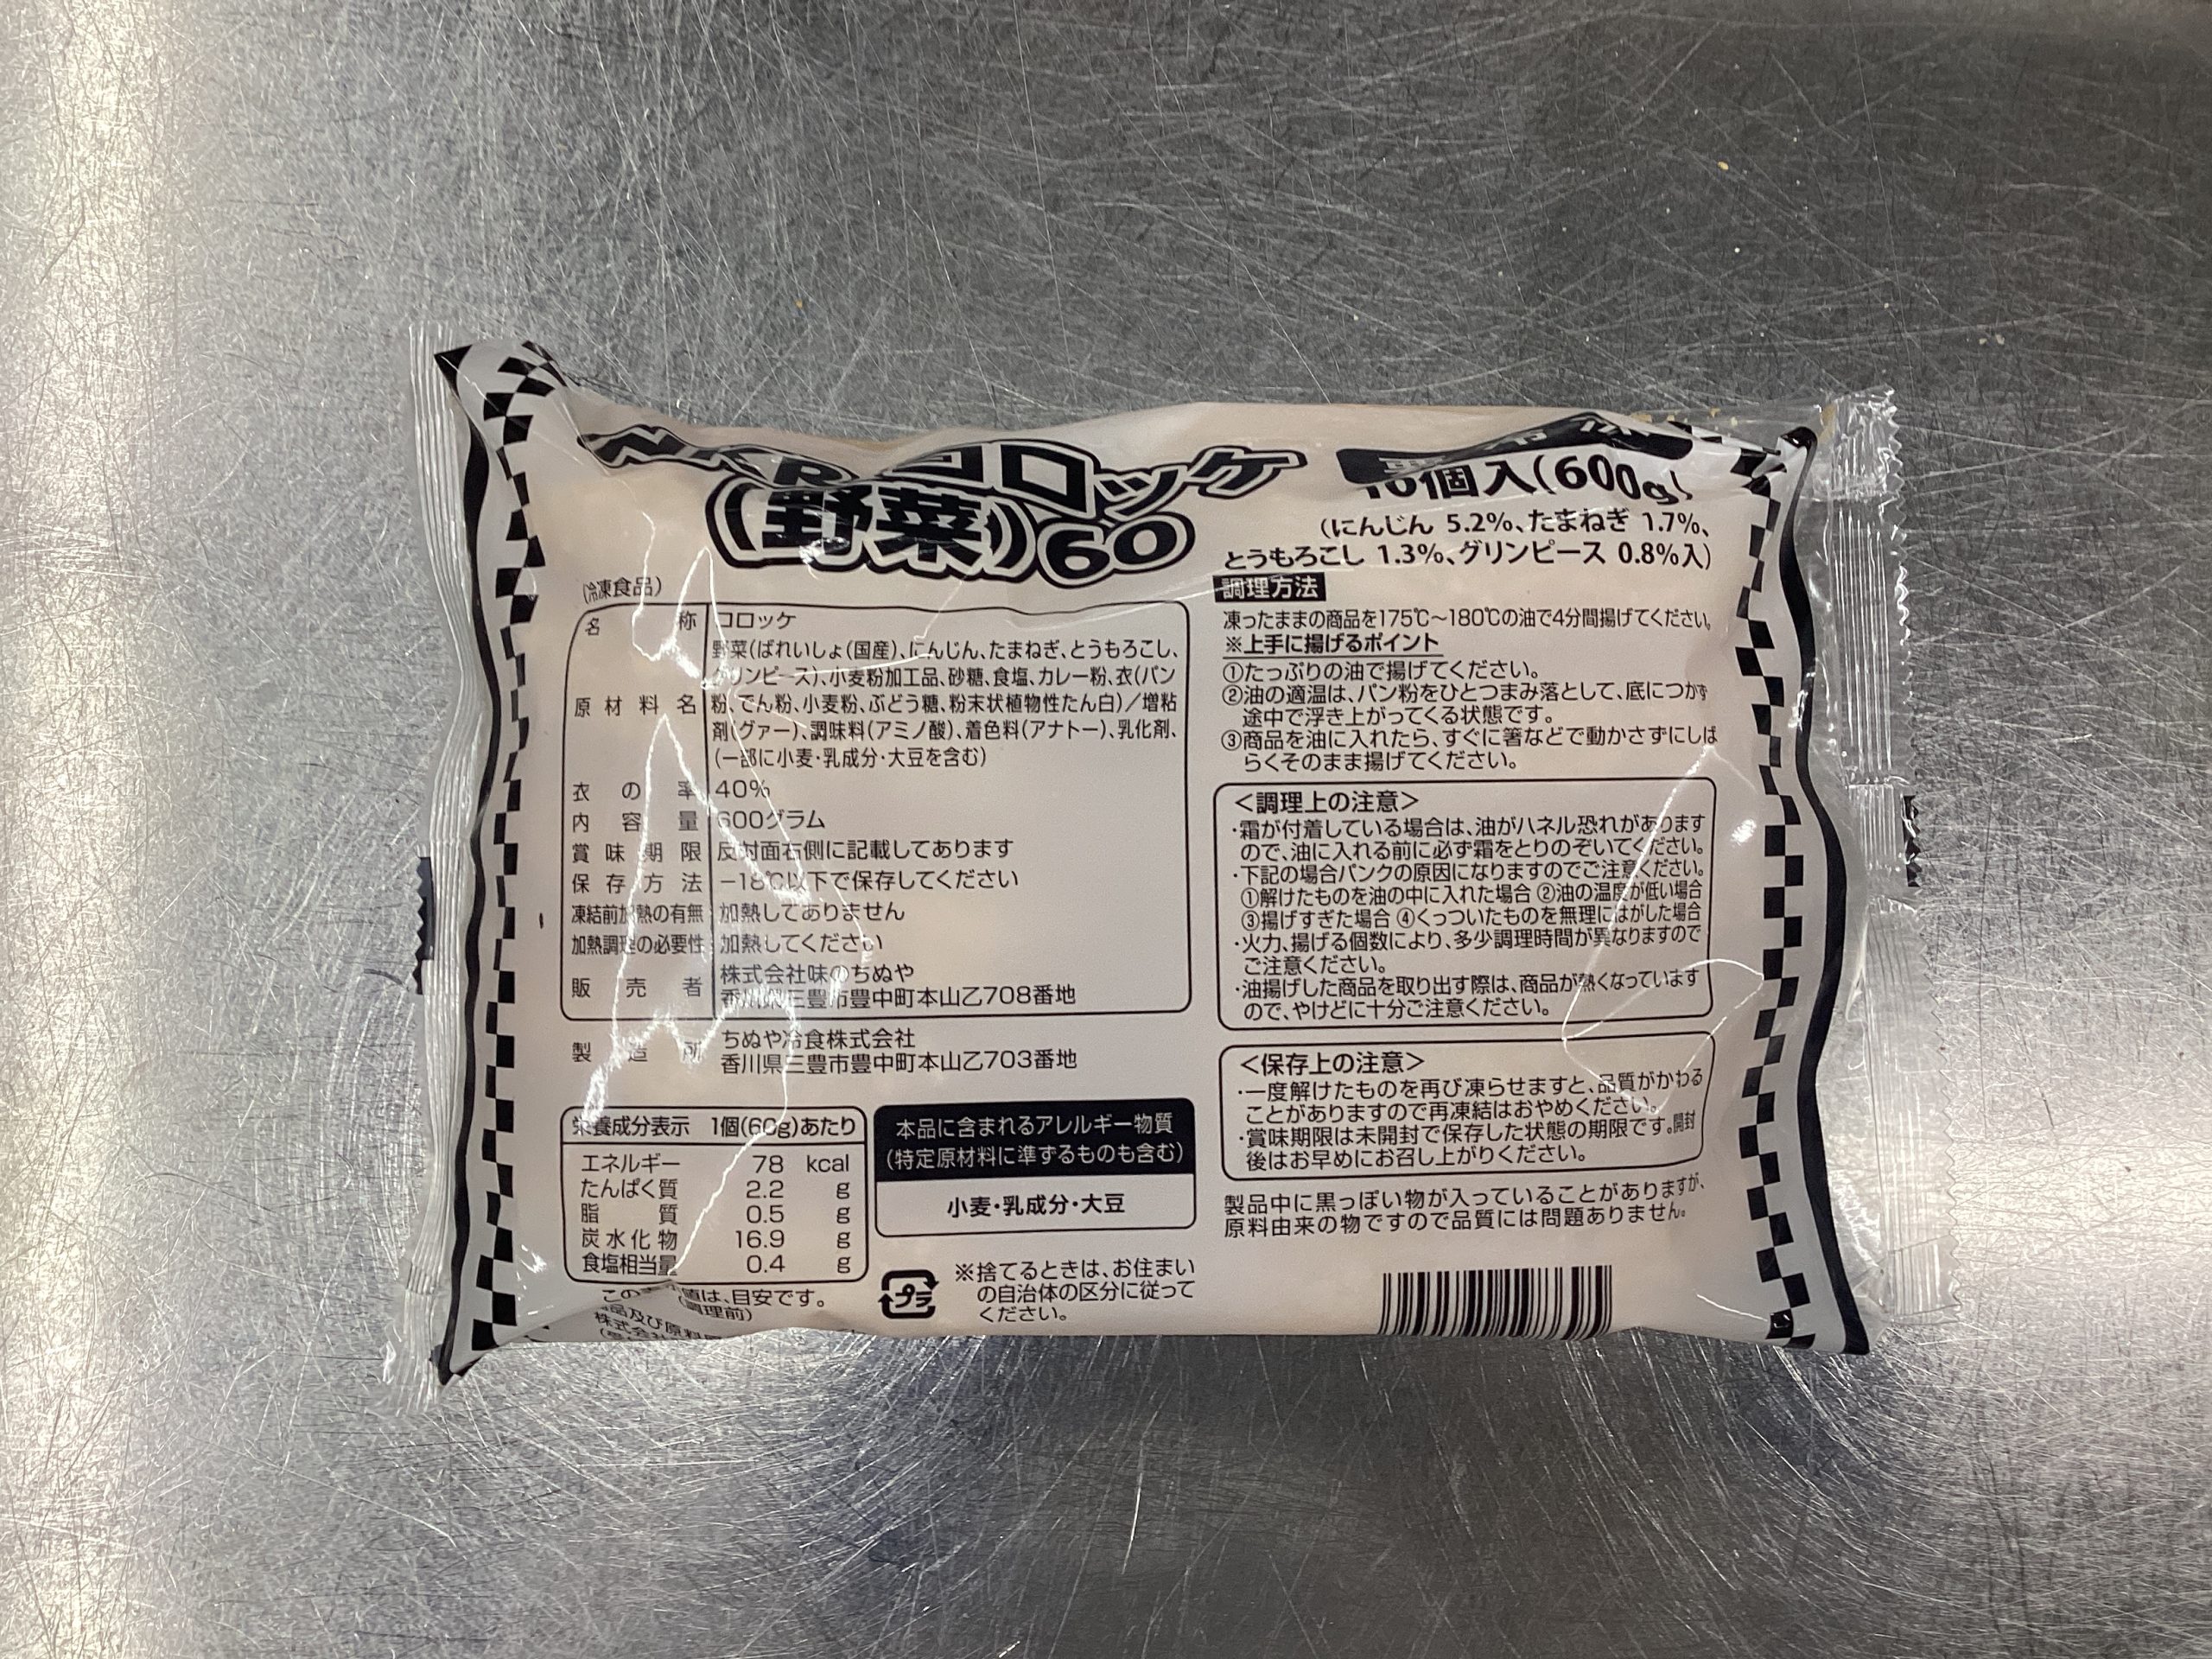 コロッケ
(野菜)60
個入(600g)
(にんじん 5.2%、たまねぎ 1.7%、
とうもろこし 1.3%、グリンピース 0.8%入)
(冷凍食品)
名称 コロッケ
原材料名 野菜(ばれいしょ(国産)、にんじん、たまねぎ、とうもろこし、
グリンピース)、小麦粉加工品、砂糖、食塩、カレー粉、衣(パン
粉、でん粉、小麦粉、ぶどう糖、粉末状植物性たん白)/増粘
剤(グァー)、調味料(アミノ酸)、着色料(アナトー)、乳化剤、
(一部に小麦・乳成分・大豆を含む)
衣の率 40%
内容量 600グラム
賞味期限 反対面右側に記載してあります
保存方法 −18℃以下で保存してください
凍結前加熱の有無 加熱してありません
加熱調理の必要性 加熱してください
販売者 株式会社味のちぬや
香川県三豊市豊中町本山乙708番地
製造所 ちぬや冷食株式会社
香川県三豊市豊中町本山乙703番地
栄養成分表示 1個(60g)あたり
エネルギー 78 kcal
たんぱく質 2.2 g
脂質 0.5 g
炭水化物 16.9 g
食塩相当量 0.4 g
値は、目安です。
(調理前)
品及び原料
株式会社
本品に含まれるアレルギー物質
(特定原材料に準ずるものも含む)
小麦・乳成分・大豆
プラ
※捨てるときは、お住まい
の自治体の区分に従って
ください。
調理方法
凍ったままの商品を175℃〜180℃の油で4分間揚げてください。
※上手に揚げるポイント
①たっぷりの油で揚げてください。
②油の適温は、パン粉をひとつまみ落として、底につかず
途中で浮き上がってくる状態です。
③商品を油に入れたら、すぐに箸などで動かさずにしば
らくそのまま揚げてください。
<調理上の注意>
・霜が付着している場合は、油がハネル恐れがあります
ので、油に入れる前に必ず霜をとりのぞいてください。
・下記の場合パンクの原因になりますのでご注意ください。
①解けたものを油の中に入れた場合 ②油の温度が低い場合
③揚げすぎた場合 ④くっついたものを無理にはがした場合
・火力、揚げる個数により、多少調理時間が異なりますので
ご注意ください。
・油揚げした商品を取り出す際は、商品が熱くなっています
ので、やけどに十分ご注意ください。
<保存上の注意>
・一度解けたものを再び凍らせますと、品質がかわる
ことがありますので再凍結はおやめください。
・賞味期限は未開封で保存した状態の期限です。開封
後はお早めにお召し上がりください。
製品中に黒っぽい物が入っていることがありますが、
原料由来の物ですので品質には問題ありません。